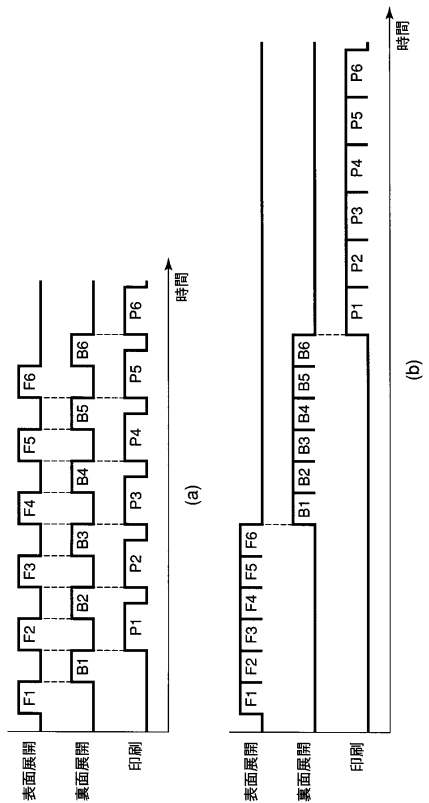 表面展開
F1 F2 F3 F4 F5 F6
裏面展開
B1 B2 B3 B4 B5 B6
印刷
P1 P2 P3 P4 P5 P6
時間
(a)
表面展開
F1 F2 F3 F4 F5 F6
裏面展開
B1 B2 B3 B4 B5 B6
印刷
P1 P2 P3 P4 P5 P6
時間
(b)